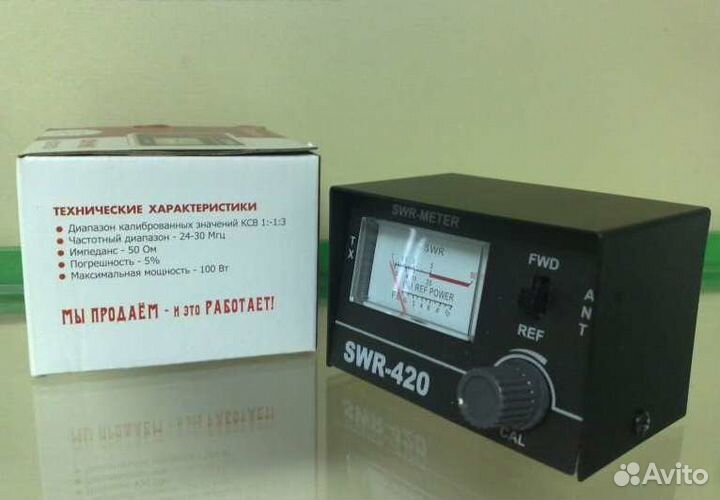 ТЕХНИЧЕСКИЕ ХАРАКТЕРИСТИКИ
Диапазон калиброванных значений КСВ 1:-1:3
Частотный диапазон - 24-30 Мгц
Импеданс - 50 Ом
Погрешность - 5%
Максимальная мощность - 100 Вт
МЫ ПРОДАЁМ - и это РАБОТАЕТ!
SWR-METER
TX
SWR
REF POWER
FWD
REF
ANT
SWR-420
CAL
Avito